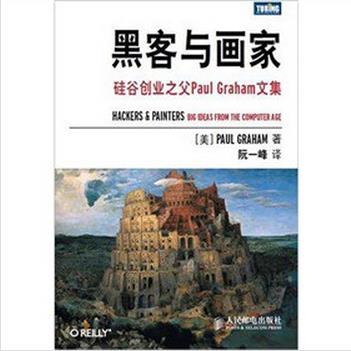 TURING
黑客与画家
硅谷创业之父Paul Graham文集
HACKERS & PAINTERS BIG IDEAS FROM THE COMPUTER AGE
[美] PAUL GRAHAM 著
阮一峰 译
O'REILLY®
人民邮电出版社
POSTS & TELECOM PRESS